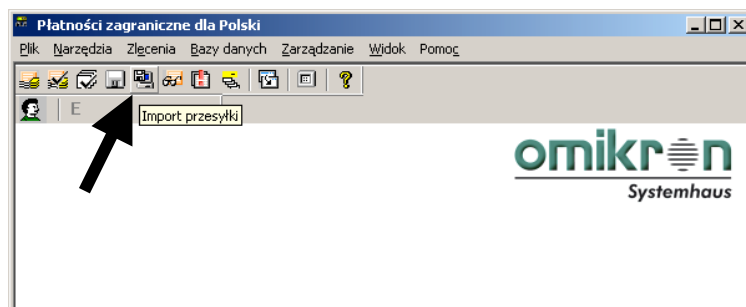 Płatności zagraniczne dla Polski
Plik Narzędzia Zlecenia Bazy danych Zarządzanie Widok Pomoc
E
Import przesyłki
omikron
Systemhaus